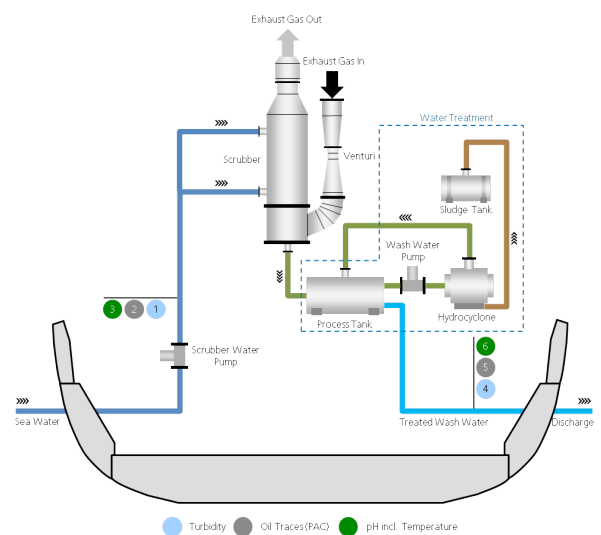 Exhaust Gas Out
Exhaust Gas In
Water Treatment
Scrubber
Venturi
Sludge Tank
Wash Water
Pump
3 2 1
Process Tank
Hydrocyclone
Scrubber Water
Pump
6
5
4
Sea Water
Treated Wash Water
Discharge
Turbidity
Oil Traces (PAC)
pH incl. Temperature